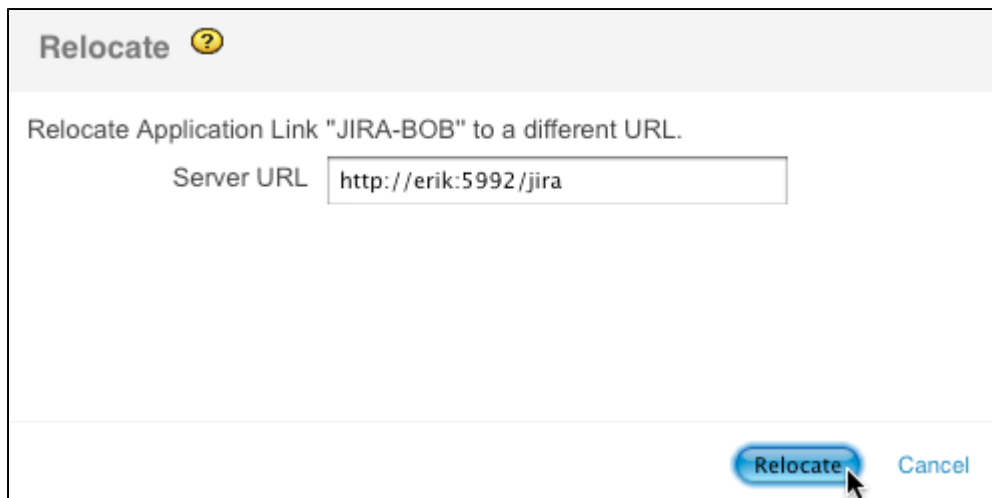 Relocate ?
Relocate Application Link "JIRA-BOB" to a different URL.
Server URL http://erik:5992/jira
Relocate Cancel